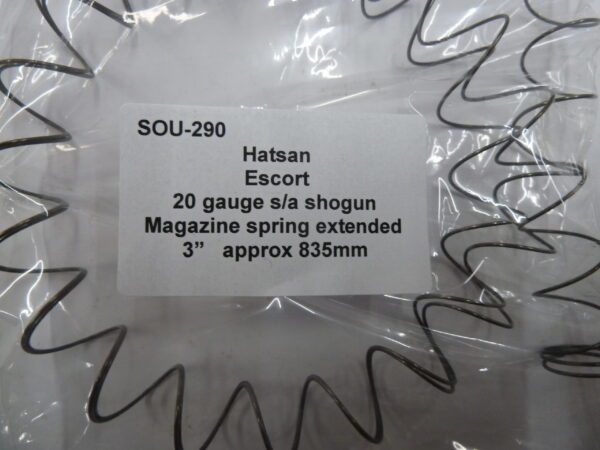 SOU-290
Hatsan
Escort
20 gauge s/a shogun
Magazine spring extended
3” approx 835mm